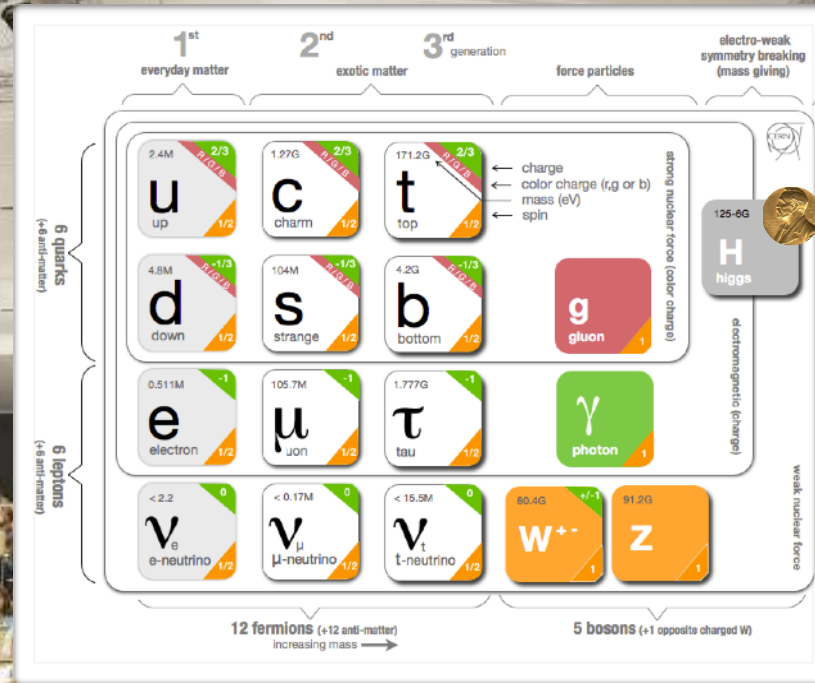 1st
everyday matter
2nd
3rd generation
exotic matter
force particles
electro-weak
symmetry breaking
(mass giving)
CERN
6 quarks
(+6 anti-matter)
2.4M
2/3
R/G/B
u
up
1/2
1.27G
2/3
R/G/B
c
charm
1/2
171.2G
2/3
R/G/B
t
top
1/2
charge
color charge (r,g or b)
mass (eV)
spin
strong nuclear force (color charge)
125-6G
H
higgs
4.8M
-1/3
R/G/B
d
down
1/2
104M
-1/3
R/G/B
s
strange
1/2
4.2G
-1/3
R/G/B
b
bottom
1/2
g
gluon
1
electromagnetic (charge)
6 leptons
(+6 anti-matter)
0.511M
-1
e
electron
1/2
105.7M
-1
μ
uon
1/2
1.777G
-1
τ
tau
1/2
γ
photon
1
weak nuclear force
< 2.2
0
νe
e-neutrino
1/2
< 0.17M
0
νμ
μ-neutrino
1/2
< 15.5M
0
νt
t-neutrino
1/2
80.4G
+/-1
W+-
1
91.2G
Z
1
12 fermions (+12 anti-matter)
increasing mass
5 bosons (+1 opposite charged W)